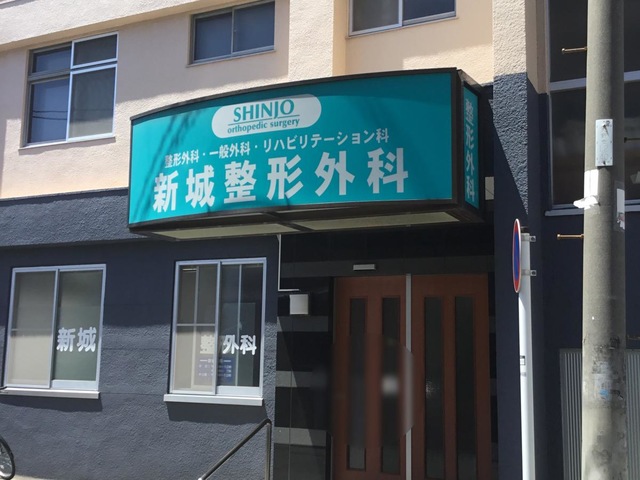 SHINJO
orthopedic surgery
整形外科・一般外科・リハビリテーション科
新城整形外科
整形外科
新城
整 外科